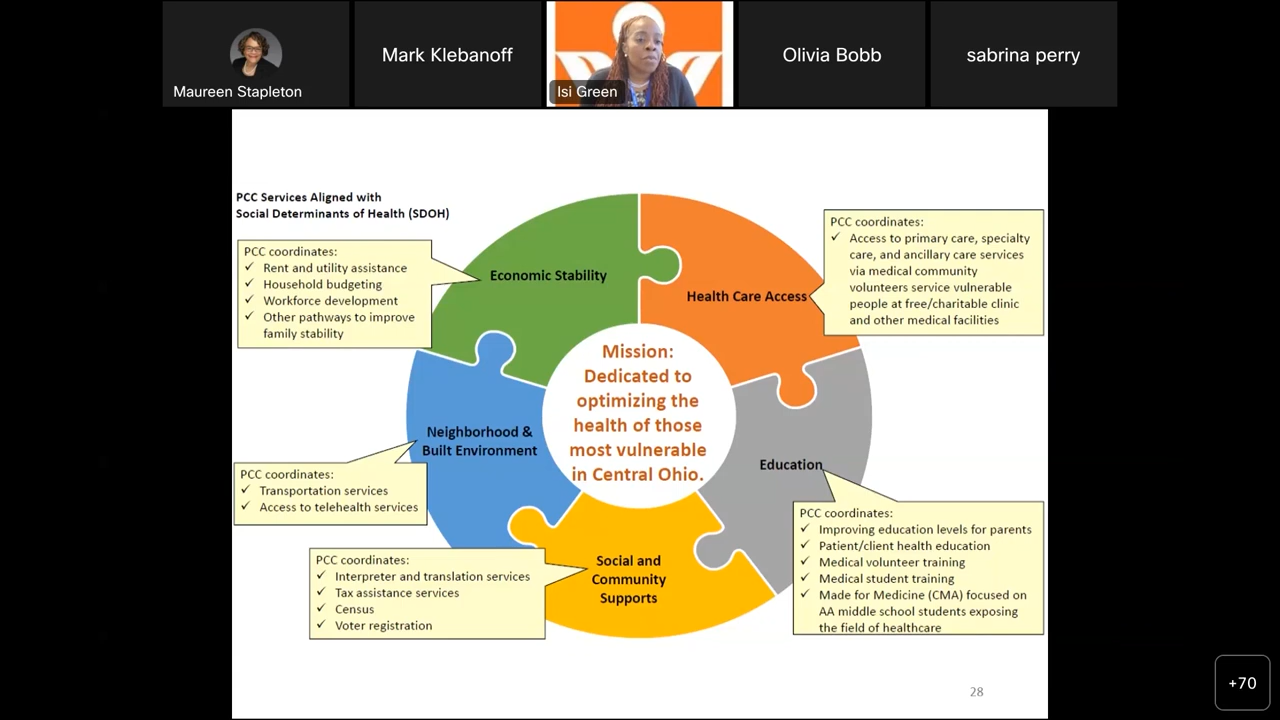 Maureen Stapleton
Mark Klebanoff
Isi Green
Olivia Bobb
sabrina perry
PCC Services Aligned with
Social Determinants of Health (SDOH)
PCC coordinates:
✓ Rent and utility assistance
✓ Household budgeting
✓ Workforce development
✓ Other pathways to improve
family stability
Economic Stability
Health Care Access
PCC coordinates:
✓ Access to primary care, specialty
care, and ancillary care services
via medical community
volunteers service vulnerable
people at free/charitable clinic
and other medical facilities
Mission:
Dedicated to
optimizing the
health of those
most vulnerable
in Central Ohio.
Neighborhood &
Built Environment
PCC coordinates:
✓ Transportation services
✓ Access to telehealth services
Education
PCC coordinates:
✓ Improving education levels for parents
✓ Patient/client health education
✓ Medical volunteer training
✓ Medical student training
✓ Made for Medicine (CMA) focused on
AA middle school students exposing
the field of healthcare
Social and
Community
Supports
PCC coordinates:
✓ Interpreter and translation services
✓ Tax assistance services
✓ Census
✓ Voter registration
28
+70